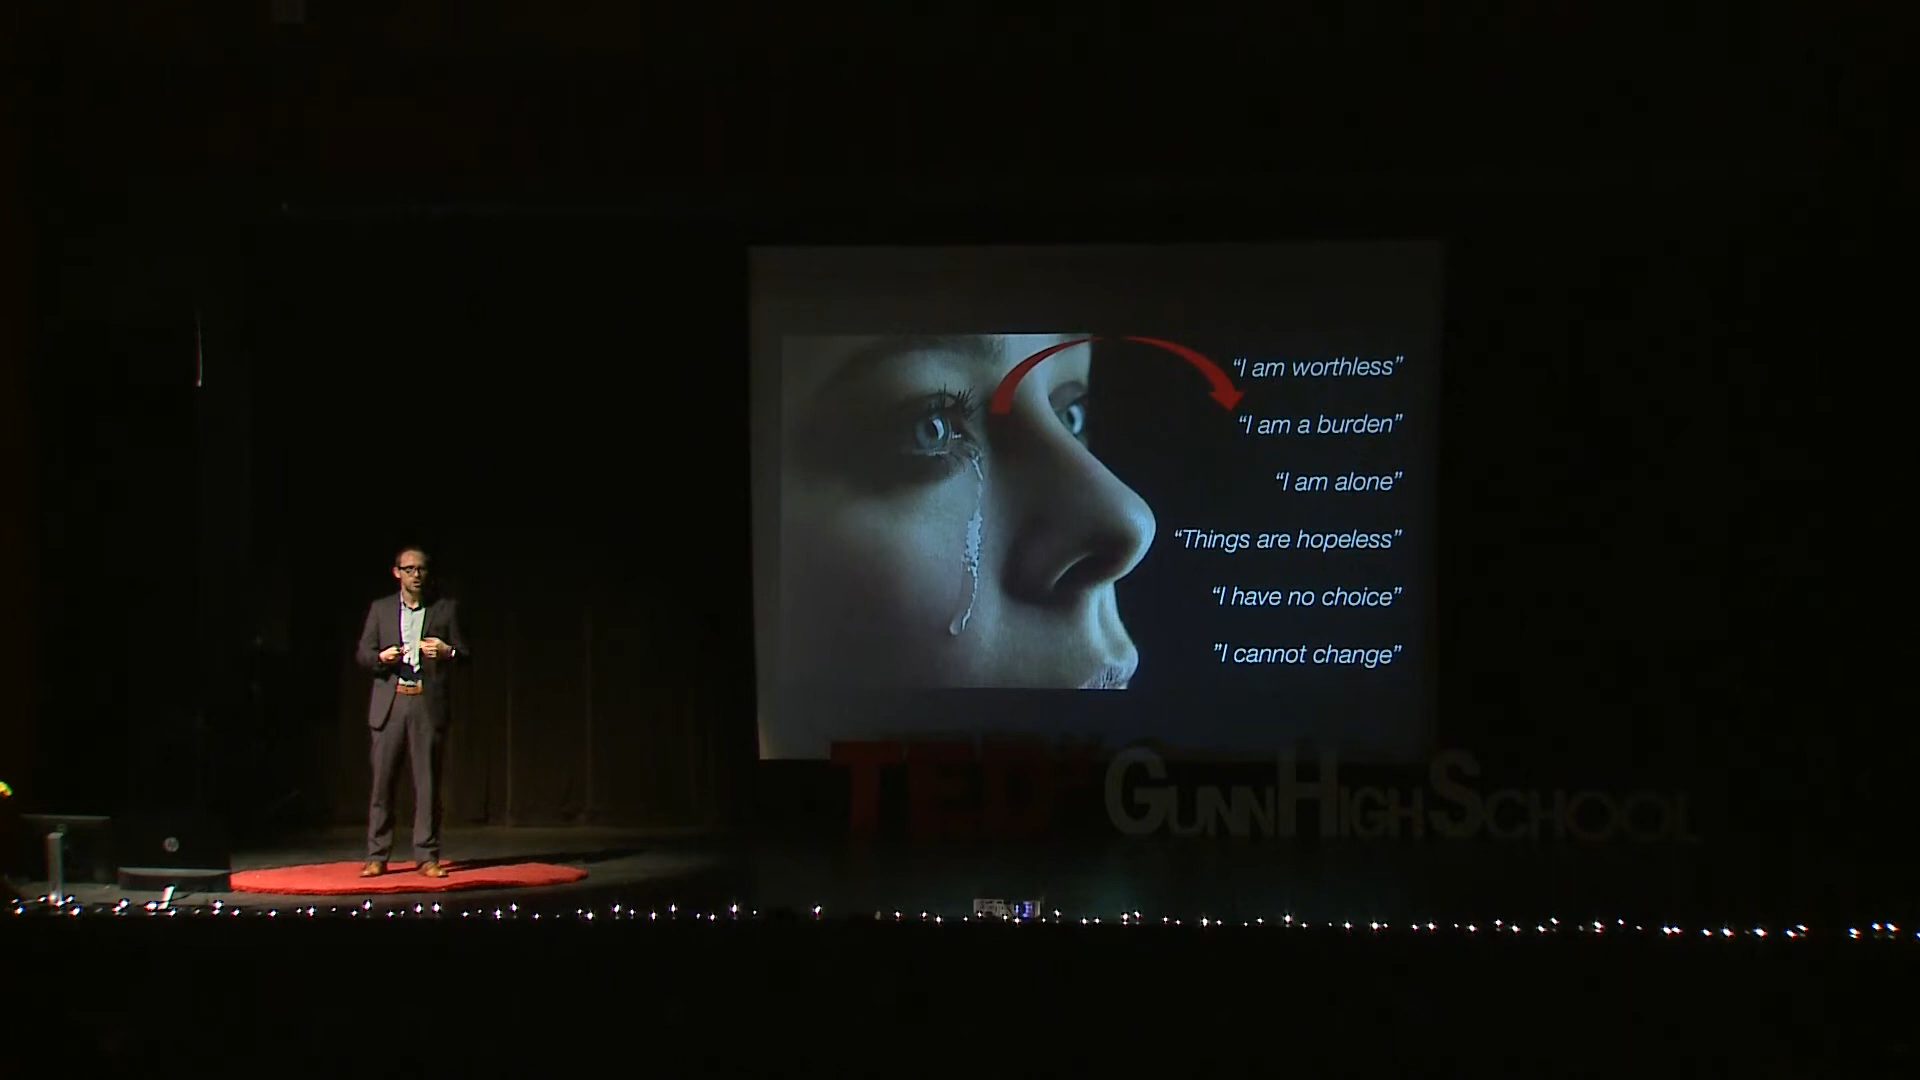 “I am worthless”
“I am a burden”
“I am alone”
“Things are hopeless”
“I have no choice”
”I cannot change”
TEDx GUNNHIGHSCHOOL